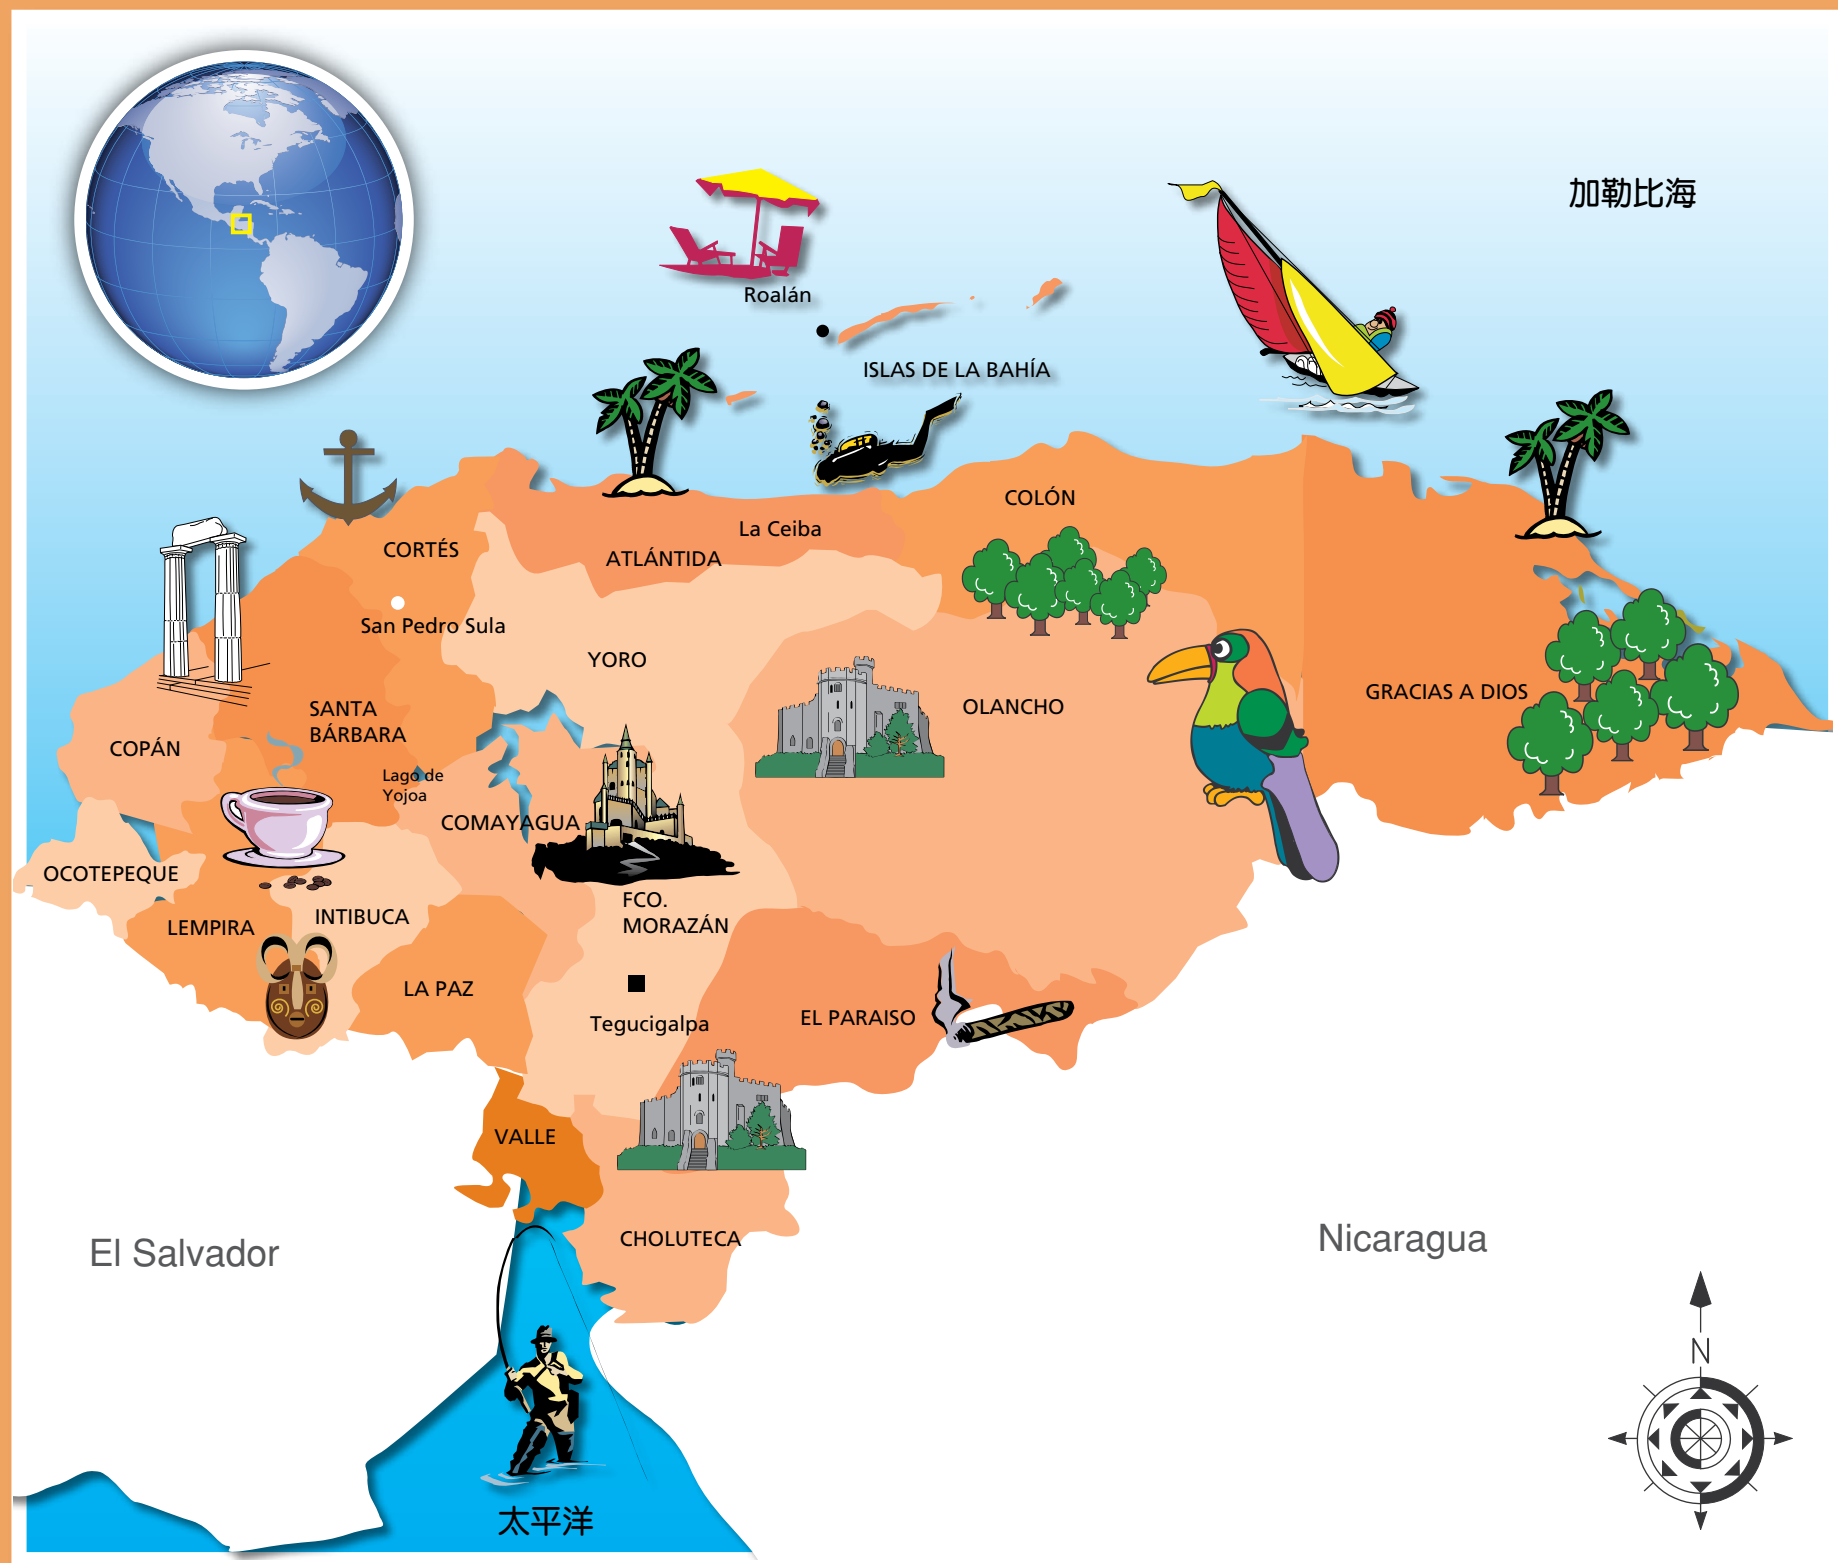 加勒比海
Roalán
ISLAS DE LA BAHÍA
COLÓN
La Ceiba
CORTÉS
ATLÁNTIDA
San Pedro Sula
YORO
GRACIAS A DIOS
OLANCHO
SANTA
BÁRBARA
COPÁN
Lago de
Yojoa
COMAYAGUA
OCOTEPEQUE
FCO.
MORAZÁN
INTIBUCA
LEMPIRA
LA PAZ
EL PARAISO
Tegucigalpa
VALLE
CHOLUTECA
El Salvador
Nicaragua
N
太平洋